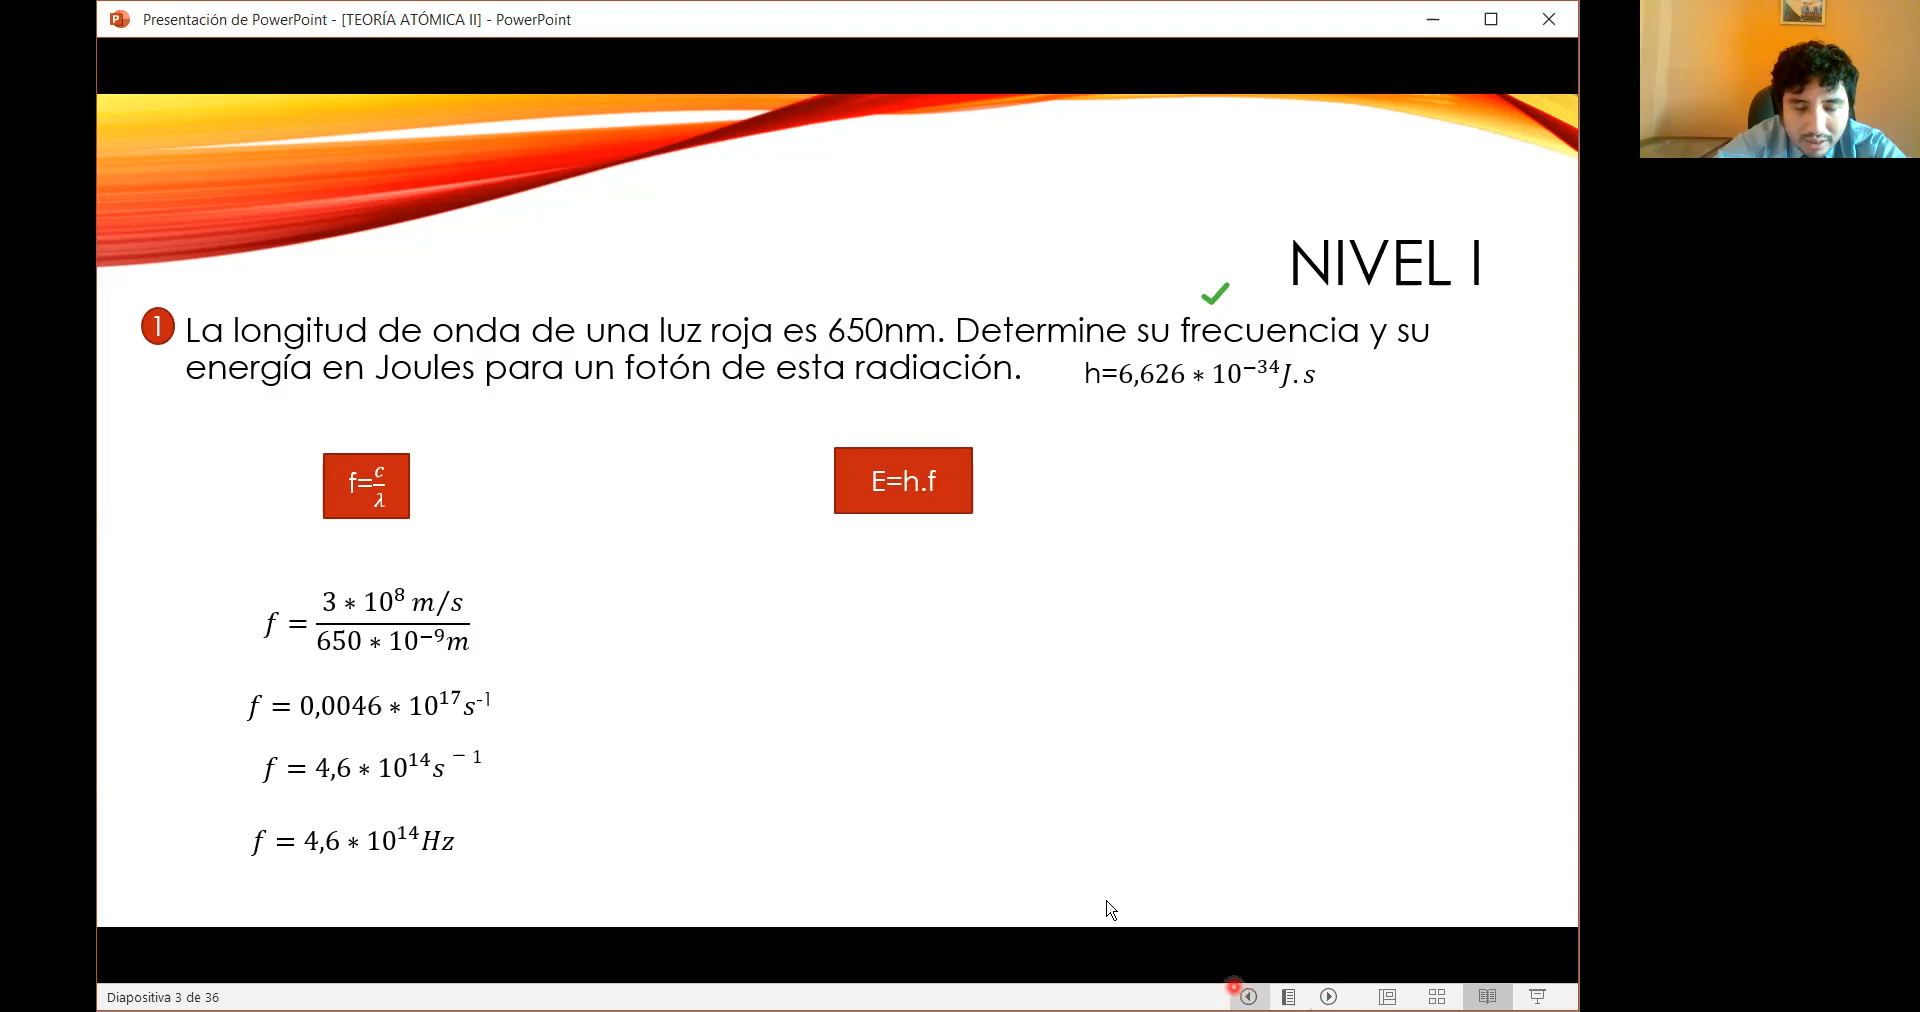 Presentación de PowerPoint - [TEORÍA ATÓMICA II] - PowerPoint
NIVEL I
1 La longitud de onda de una luz roja es 650nm. Determine su frecuencia y su
energía en Joules para un fotón de esta radiación. h=6,626 ∗ 10⁻³⁴J.s
f=c/λ
E=h.f
f = 3 ∗ 10⁸ m/s / 650 ∗ 10⁻⁹m
f = 0,0046 ∗ 10¹⁷s⁻¹
f = 4,6 ∗ 10¹⁴s ⁻ ¹
f = 4,6 ∗ 10¹⁴Hz
Diapositiva 3 de 36